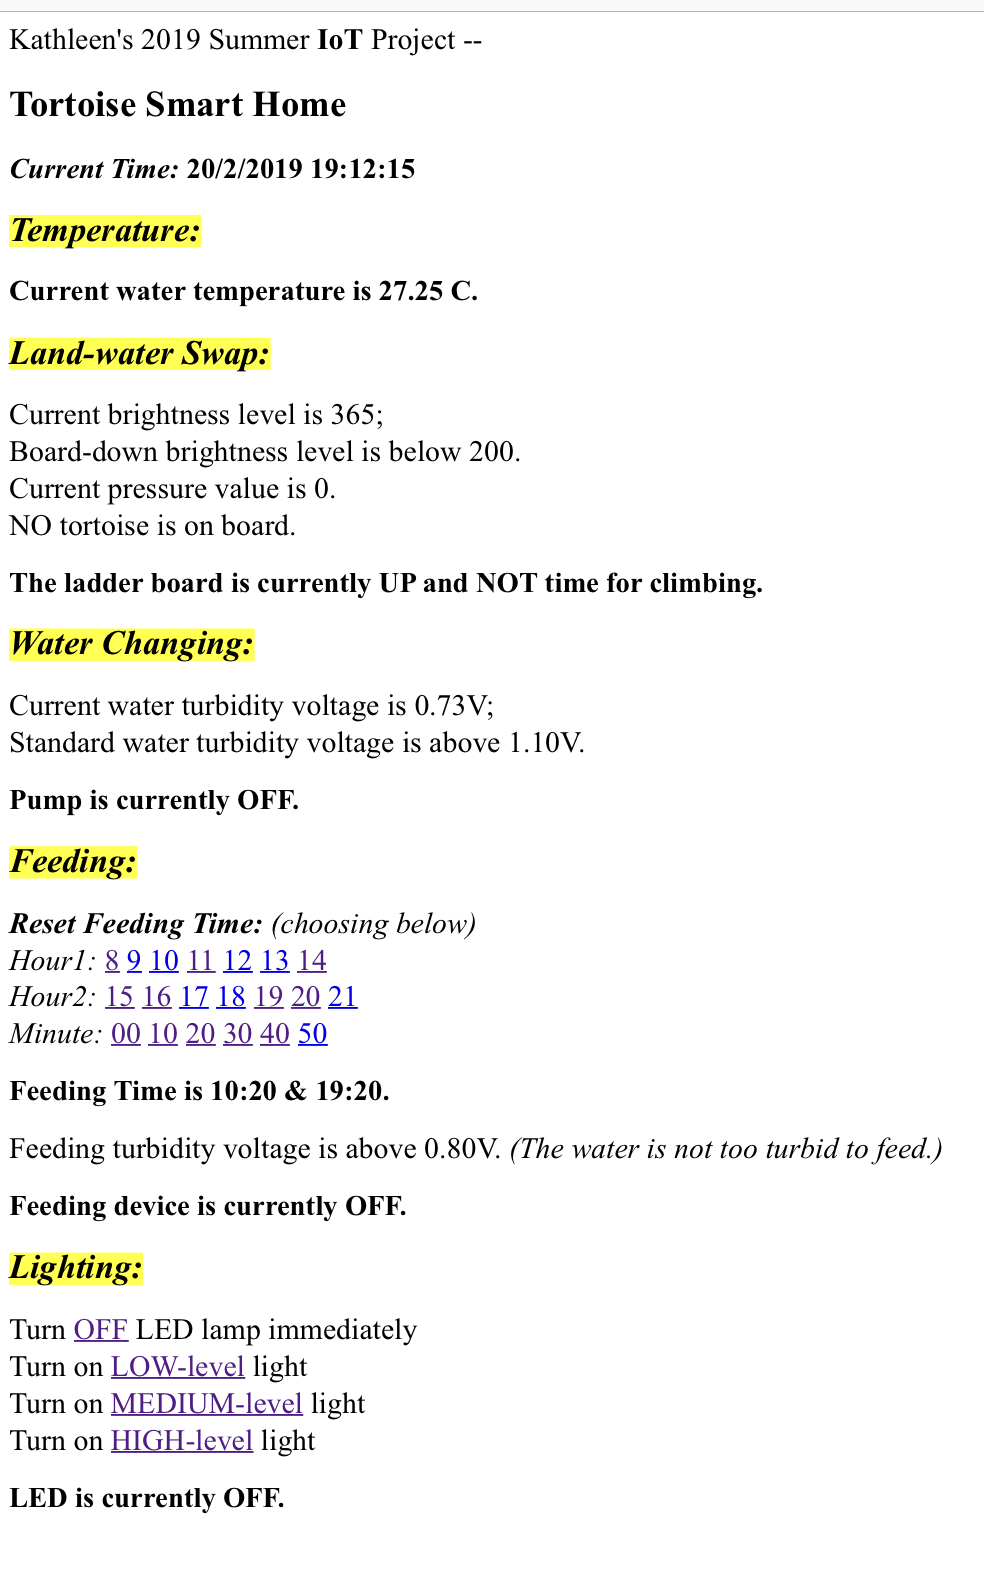 Kathleen's 2019 Summer IoT Project --
Tortoise Smart Home
Current Time: 20/2/2019 19:12:15
Temperature:
Current water temperature is 27.25 C.
Land-water Swap:
Current brightness level is 365;
Board-down brightness level is below 200.
Current pressure value is 0.
NO tortoise is on board.
The ladder board is currently UP and NOT time for climbing.
Water Changing:
Current water turbidity voltage is 0.73V;
Standard water turbidity voltage is above 1.10V.
Pump is currently OFF.
Feeding:
Reset Feeding Time: (choosing below)
Hour1: 8 9 10 11 12 13 14
Hour2: 15 16 17 18 19 20 21
Minute: 00 10 20 30 40 50
Feeding Time is 10:20 & 19:20.
Feeding turbidity voltage is above 0.80V. (The water is not too turbid to feed.)
Feeding device is currently OFF.
Lighting:
Turn OFF LED lamp immediately
Turn on LOW-level light
Turn on MEDIUM-level light
Turn on HIGH-level light
LED is currently OFF.